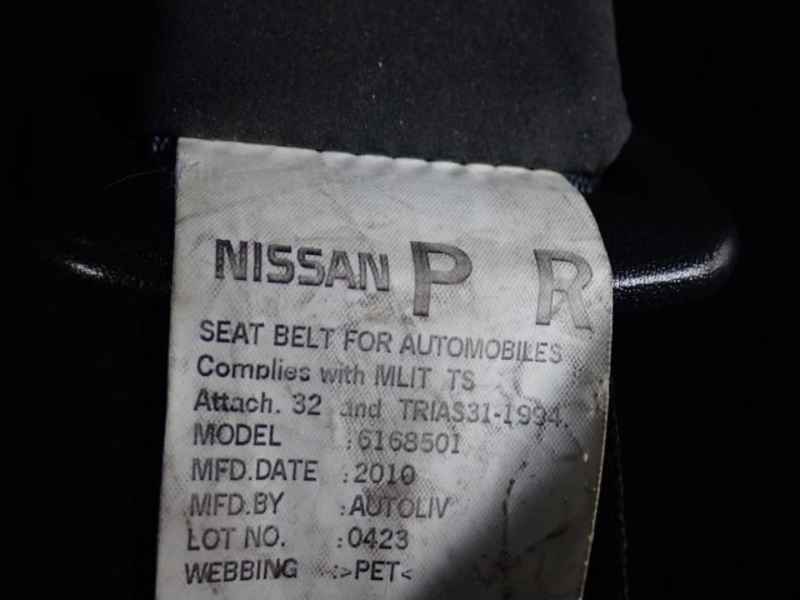 NISSAN P R
SEAT BELT FOR AUTOMOBILES
Complies with MLIT TS
Attach. 32 and TRIAS31-1994.
MODEL :6168501
MFD.DATE :2010
MFD.BY :AUTOLIV
LOT NO. :0423
WEBBING :>PET<